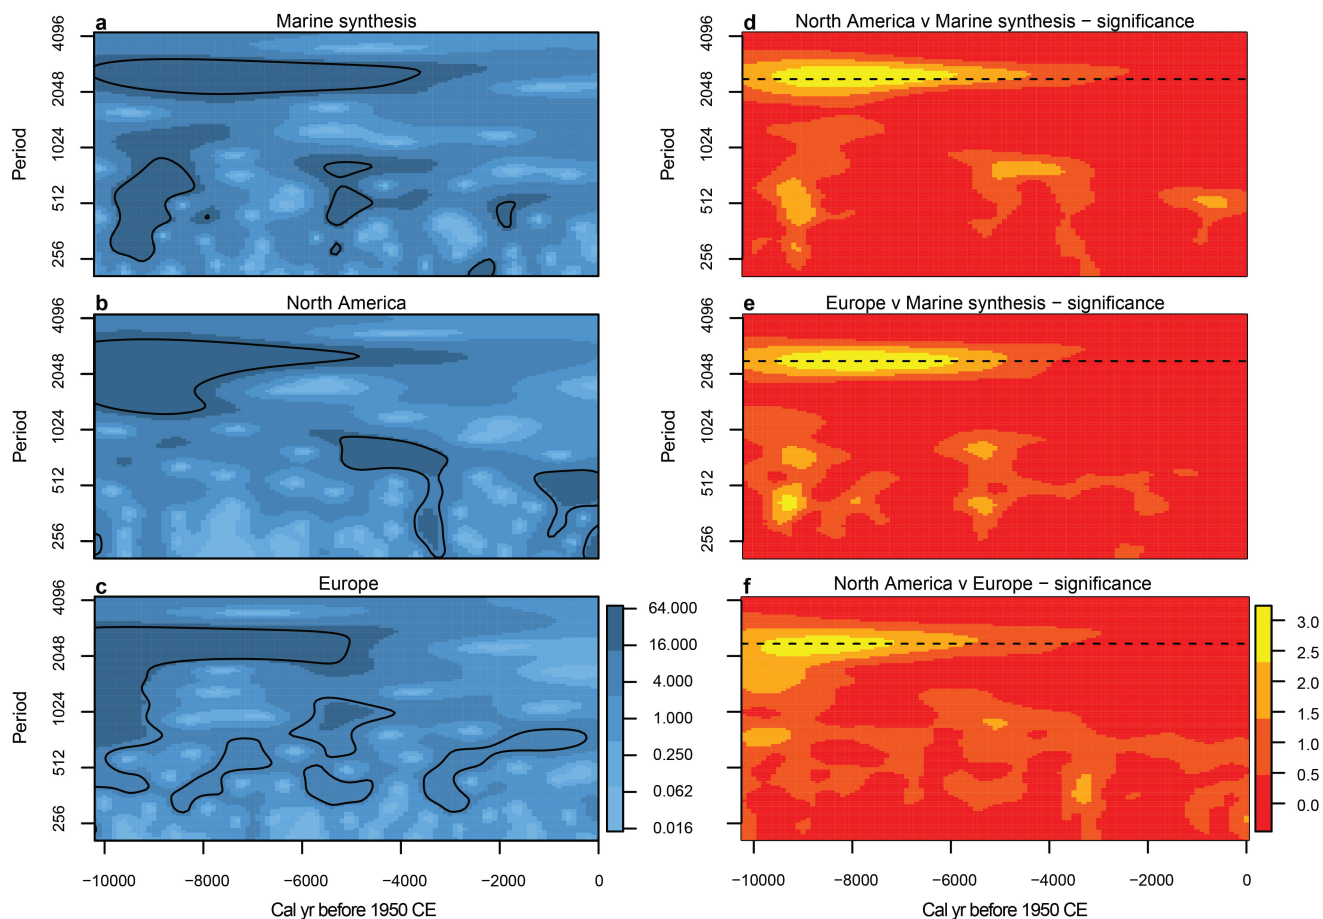 a Marine synthesis
4096
2048
1024
512
256
Period
b North America
4096
2048
1024
512
256
Period
c Europe
4096
2048
1024
512
256
Period
64.000
16.000
4.000
1.000
0.250
0.062
0.016
−10000 −8000 −6000 −4000 −2000 0
Cal yr before 1950 CE
d North America v Marine synthesis − significance
4096
2048
1024
512
256
Period
e Europe v Marine synthesis − significance
4096
2048
1024
512
256
Period
f North America v Europe − significance
3.0
2.5
2.0
1.5
1.0
0.5
0.0
−10000 −8000 −6000 −4000 −2000 0
Cal yr before 1950 CE